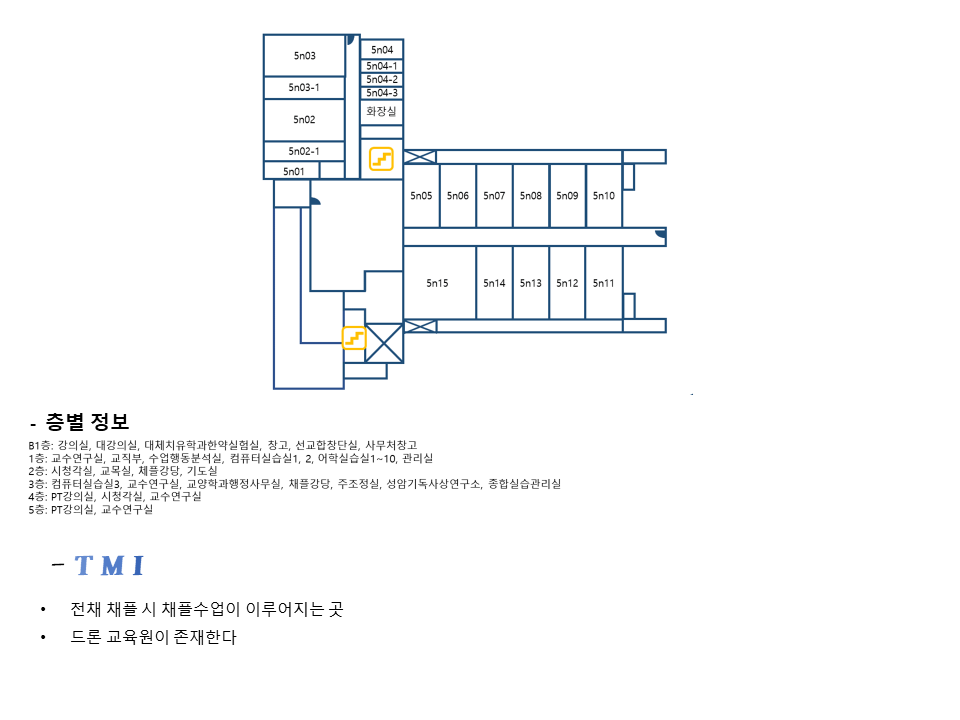 5n03
5n04
5n04-1
5n04-2
5n03-1
5n04-3
화장실
5n02
5n02-1
5n01
5n05 5n06 5n07 5n08 5n09 5n10
5n15 5n14 5n13 5n12 5n11
- 층별 정보
B1층: 강의실, 대강의실, 대체치유학과한약실험실, 창고, 선교합창단실, 사무처창고
1층: 교수연구실, 교직부, 수업행동분석실, 컴퓨터실습실1, 2, 어학실습실1~10, 관리실
2층: 시청각실, 교목실, 체플강당, 기도실
3층: 컴퓨터실습실3, 교수연구실, 교양학과행정사무실, 채플강당, 주조정실, 성암기독사상연구소, 종합실습관리실
4층: PT강의실, 시청각실, 교수연구실
5층: PT강의실, 교수연구실
- TMI
• 전채 채플 시 채플수업이 이루어지는 곳
• 드론 교육원이 존재한다